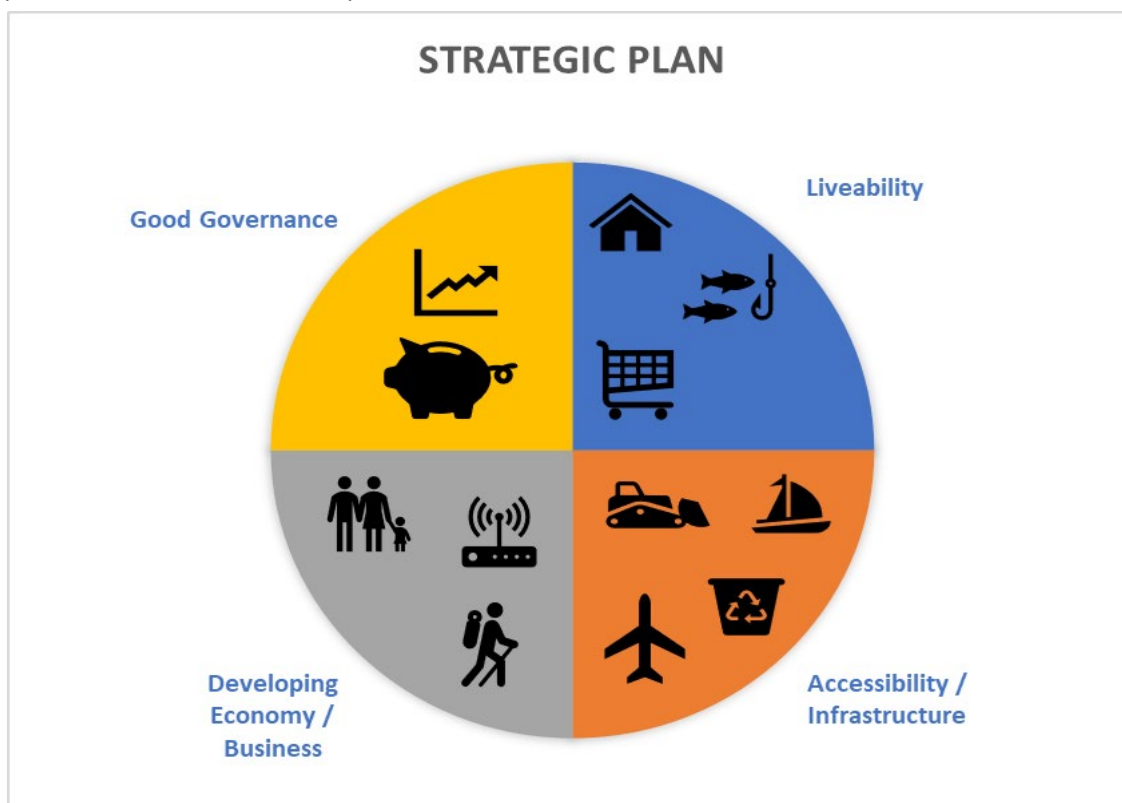 STRATEGIC PLAN
Liveability
Good Governance
Developing
Economy /
Business
Accessibility /
Infrastructure